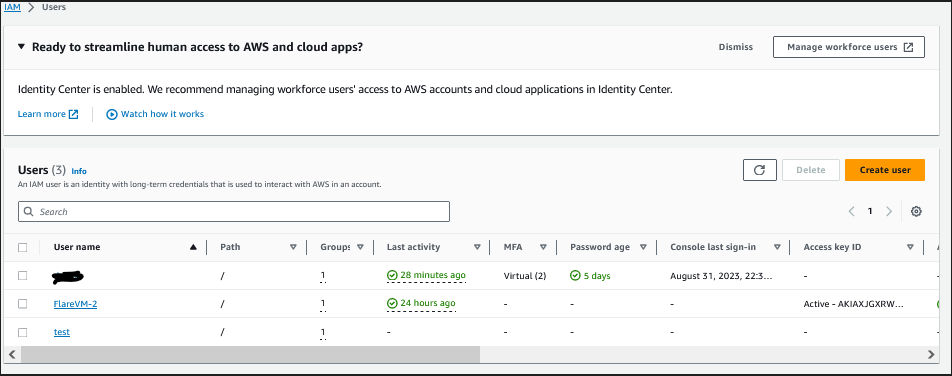 IAM > Users
Ready to streamline human access to AWS and cloud apps?
Dismiss
Manage workforce users
Identity Center is enabled. We recommend managing workforce users' access to AWS accounts and cloud applications in Identity Center.
Learn more
Watch how it works
Users (3) Info
An IAM user is an identity with long-term credentials that is used to interact with AWS in an account.
Delete
Create user
Search
1
User name Path Groups Last activity MFA Password age Console last sign-in Access key ID
/ 1 28 minutes ago Virtual (2) 5 days August 31, 2023, 22:3... -
FlareVM-2 / 1 24 hours ago - - - Active - AKIAXJGXRW...
test / 1 - - - - -